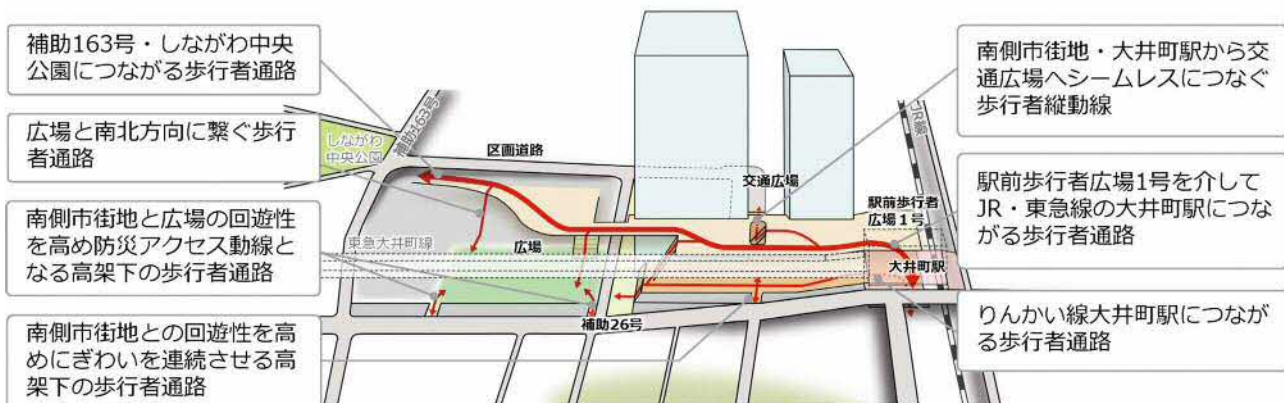 補助163号・しながわ中央
公園につながる歩行者通路
広場と南北方向に繋ぐ歩行
者通路
南側市街地と広場の回遊性
を高め防災アクセス動線と
なる高架下の歩行者通路
南側市街地との回遊性を高
めにぎわいを連続させる高
架下の歩行者通路
しながわ
中央公園
補助163号
区画道路
東急大井町線
広場
補助26号
交通広場
駅前歩行者
広場1号
大井町駅
JR線
南側市街地・大井町駅から交
通広場へシームレスにつなぐ
歩行者縦動線
駅前歩行者広場1号を介して
JR・東急線の大井町駅につな
がる歩行者通路
りんかい線大井町駅につなが
る歩行者通路